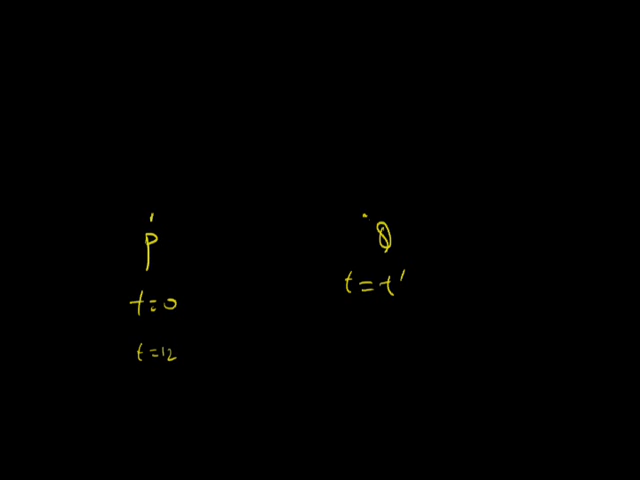 P
Q
t = t'
t = 0
t = 12